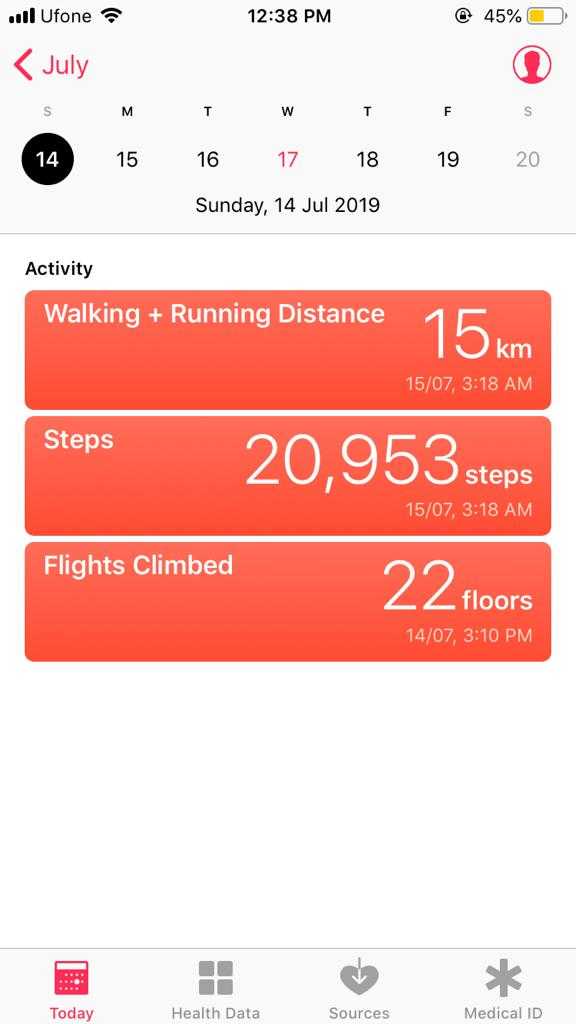 Ufone 12:38 PM 45%
July
S M T W T F S
14 15 16 17 18 19 20
Sunday, 14 Jul 2019
Activity
Walking + Running Distance
15 km
15/07, 3:18 AM
Steps
20,953 steps
15/07, 3:18 AM
Flights Climbed
22 floors
14/07, 3:10 PM
Today Health Data Sources Medical ID